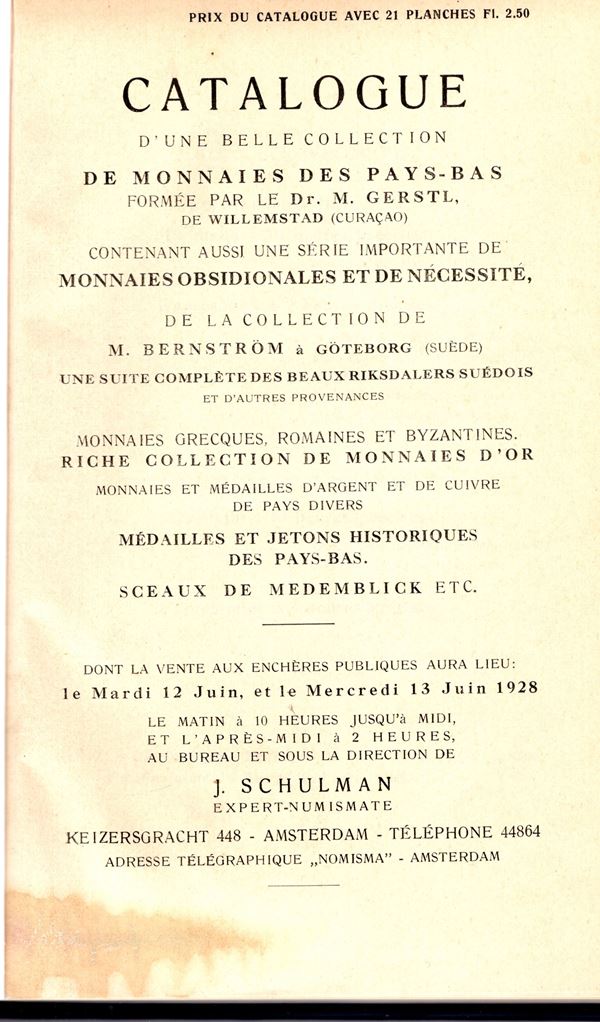 PRIX DU CATALOGUE AVEC 21 PLANCHES Fl. 2.50
CATALOGUE
D'UNE BELLE COLLECTION
DE MONNAIES DES PAYS-BAS
FORMÉE PAR LE Dr. M. GERSTL,
DE WILLEMSTAD (CURAÇAO)
CONTENANT AUSSI UNE SÉRIE IMPORTANTE DE
MONNAIES OBSIDIONALES ET DE NÉCESSITÉ,
DE LA COLLECTION DE
M. BERNSTRÖM à GÖTEBORG (SUÈDE)
UNE SUITE COMPLÈTE DES BEAUX RIKSDALERS SUÉDOIS
ET D'AUTRES PROVENANCES
MONNAIES GRECQUES, ROMAINES ET BYZANTINES.
RICHE COLLECTION DE MONNAIES D'OR
MONNAIES ET MÉDAILLES D'ARGENT ET DE CUIVRE
DE PAYS DIVERS
MÉDAILLES ET JETONS HISTORIQUES
DES PAYS-BAS.
SCEAUX DE MEDEMBLICK ETC.
DONT LA VENTE AUX ENCHÈRES PUBLIQUES AURA LIEU:
le Mardi 12 Juin, et le Mercredi 13 Juin 1928
LE MATIN à 10 HEURES JUSQU'à MIDI,
ET L'APRÈS-MIDI à 2 HEURES,
AU BUREAU ET SOUS LA DIRECTION DE
J. SCHULMAN
EXPERT-NUMISMATE
KEIZERSGRACHT 448 - AMSTERDAM - TÉLÉPHONE 44864
ADRESSE TÉLÉGRAPHIQUE „NOMISMA” - AMSTERDAM